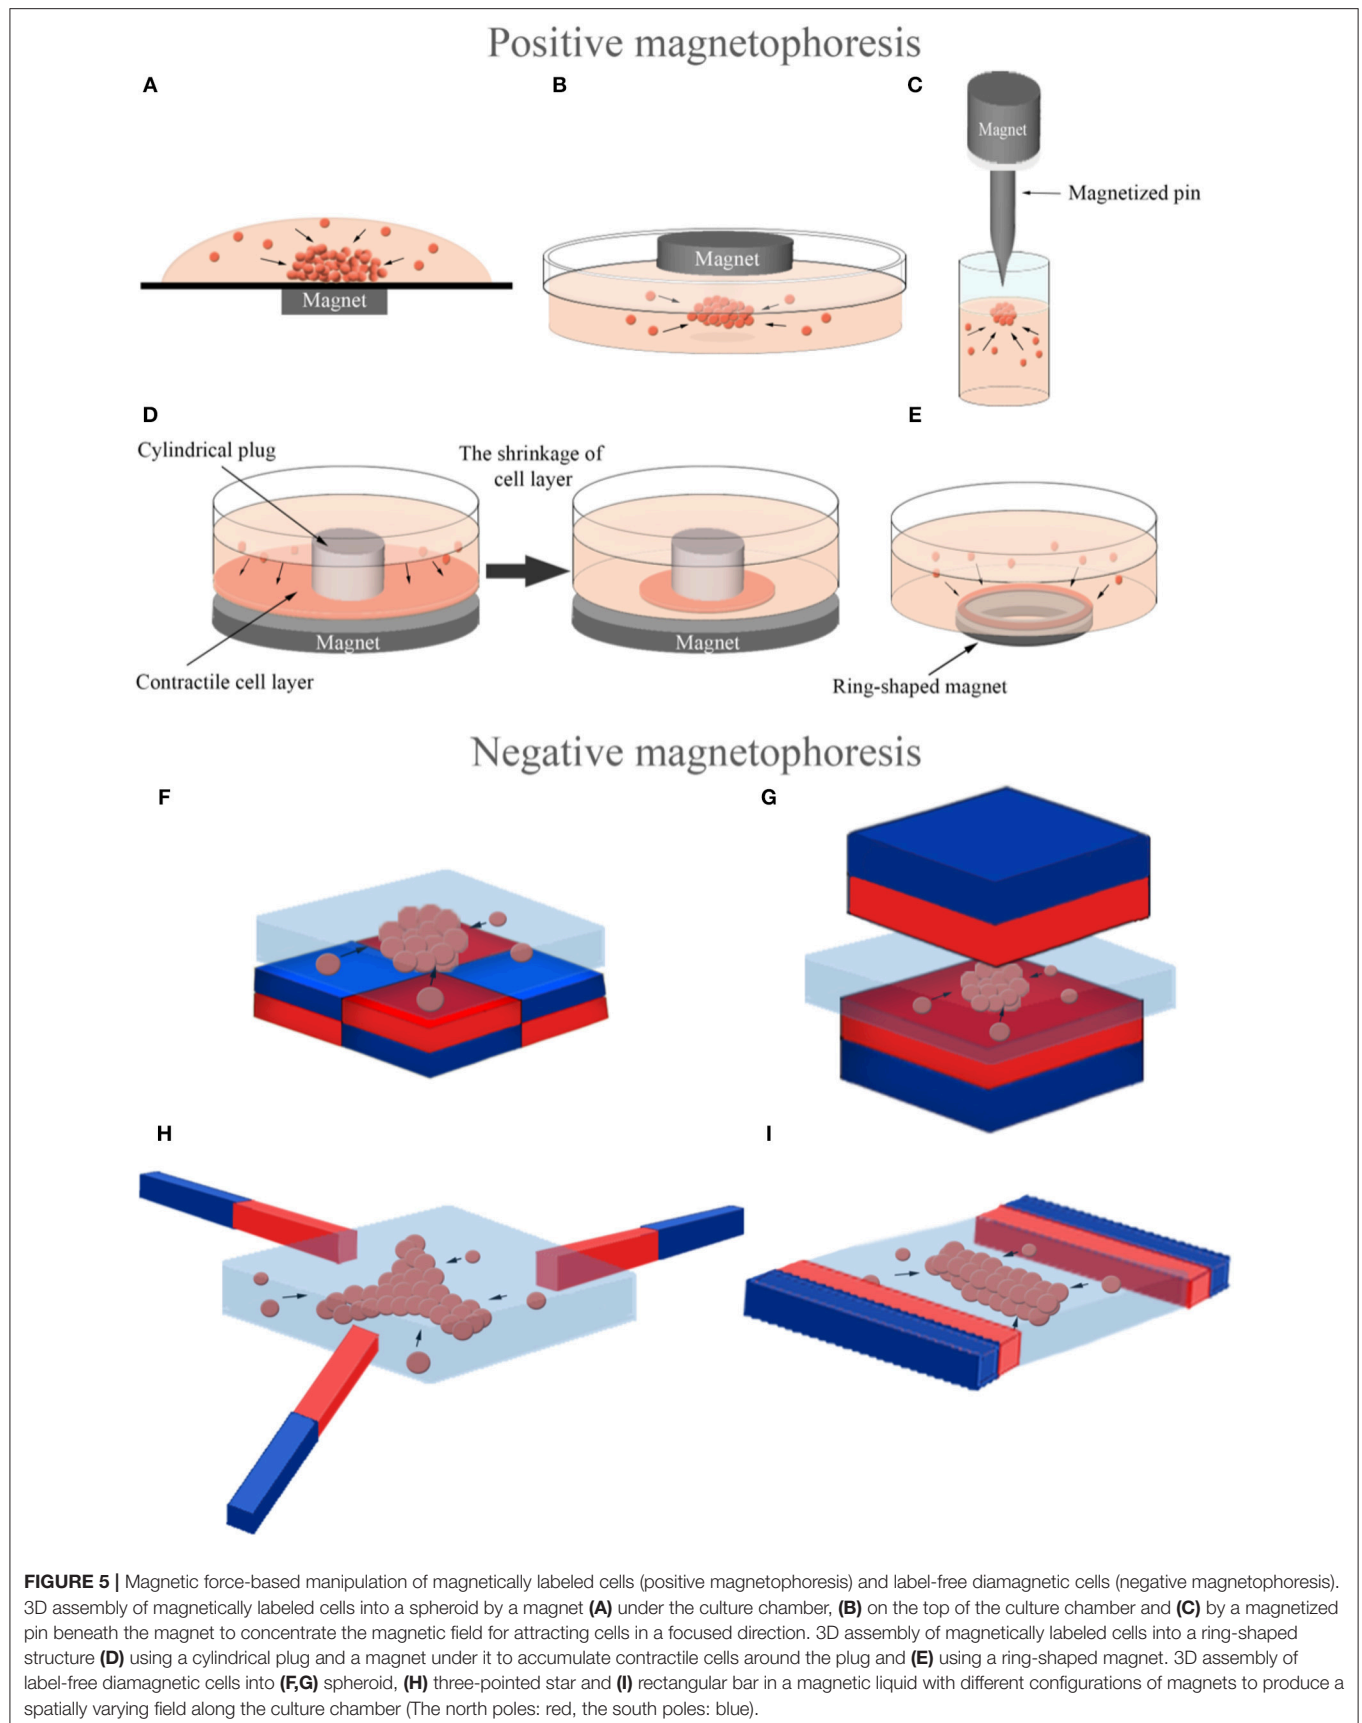 Positive magnetophoresis
A
B
C
Magnet
Magnetized pin
Magnet
Magnet
D
E
Cylindrical plug
The shrinkage of
cell layer
Magnet
Magnet
Contractile cell layer
Ring-shaped magnet
Negative magnetophoresis
F
G
H
I
FIGURE 5 | Magnetic force-based manipulation of magnetically labeled cells (positive magnetophoresis) and label-free diamagnetic cells (negative magnetophoresis).
3D assembly of magnetically labeled cells into a spheroid by a magnet (A) under the culture chamber, (B) on the top of the culture chamber and (C) by a magnetized
pin beneath the magnet to concentrate the magnetic field for attracting cells in a focused direction. 3D assembly of magnetically labeled cells into a ring-shaped
structure (D) using a cylindrical plug and a magnet under it to accumulate contractile cells around the plug and (E) using a ring-shaped magnet. 3D assembly of
label-free diamagnetic cells into (F,G) spheroid, (H) three-pointed star and (I) rectangular bar in a magnetic liquid with different configurations of magnets to produce a
spatially varying field along the culture chamber (The north poles: red, the south poles: blue).